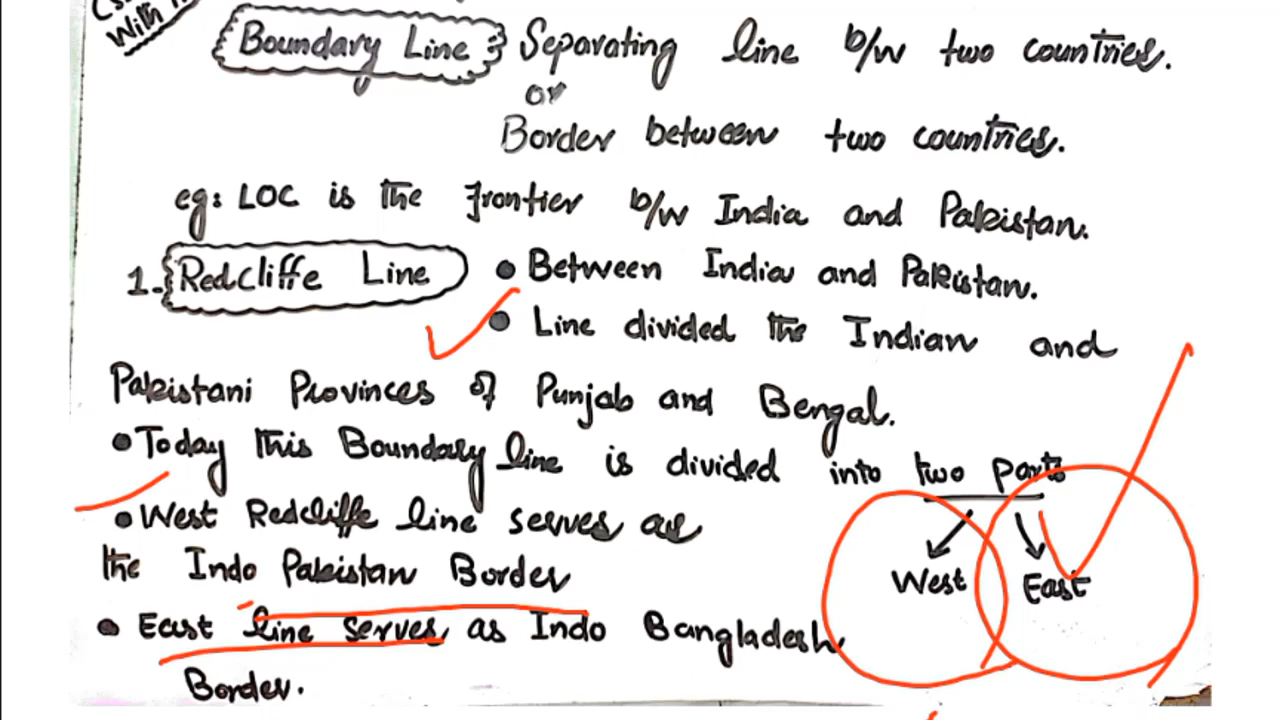 With
Boundary Line Separating line b/w two countries.
or
Border between two countries.
eg: LOC is the frontier b/w India and Pakistan.
1. Redcliffe Line • Between India and Pakistan.
• Line divided the Indian and
Pakistani Provinces of Punjab and Bengal.
• Today this Boundary line is divided into two parts
• West Redcliffe line serves as
the Indo Pakistan Border
West East
• East line serves as Indo Bangladesh
Border.